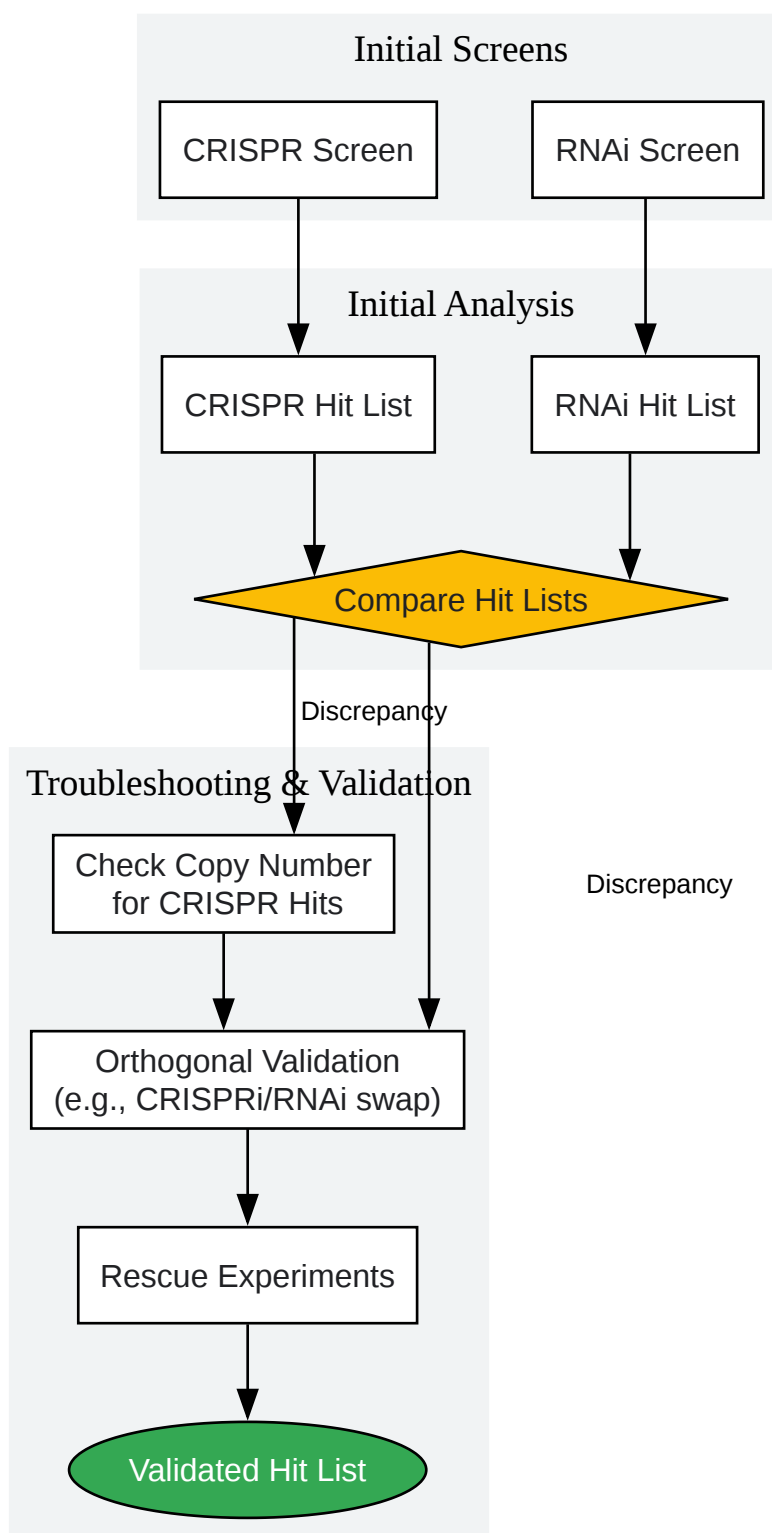 Initial Screens
CRISPR Screen
RNAi Screen
Initial Analysis
CRISPR Hit List
RNAi Hit List
Compare Hit Lists
Discrepancy
Troubleshooting & Validation
Check Copy Number
for CRISPR Hits
Discrepancy
Orthogonal Validation
(e.g., CRISPRi/RNAi swap)
Rescue Experiments
Validated Hit List